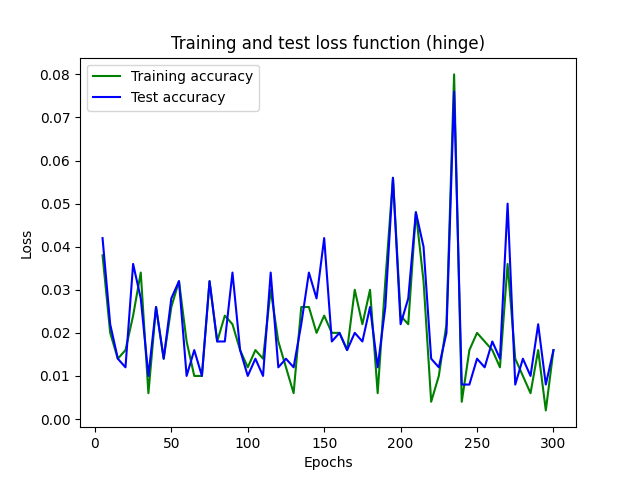 Training and test loss function (hinge)
Training accuracy
Test accuracy
0.08
0.07
0.06
0.05
0.04
0.03
0.02
0.01
0.00
Loss
0 50 100 150 200 250 300
Epochs